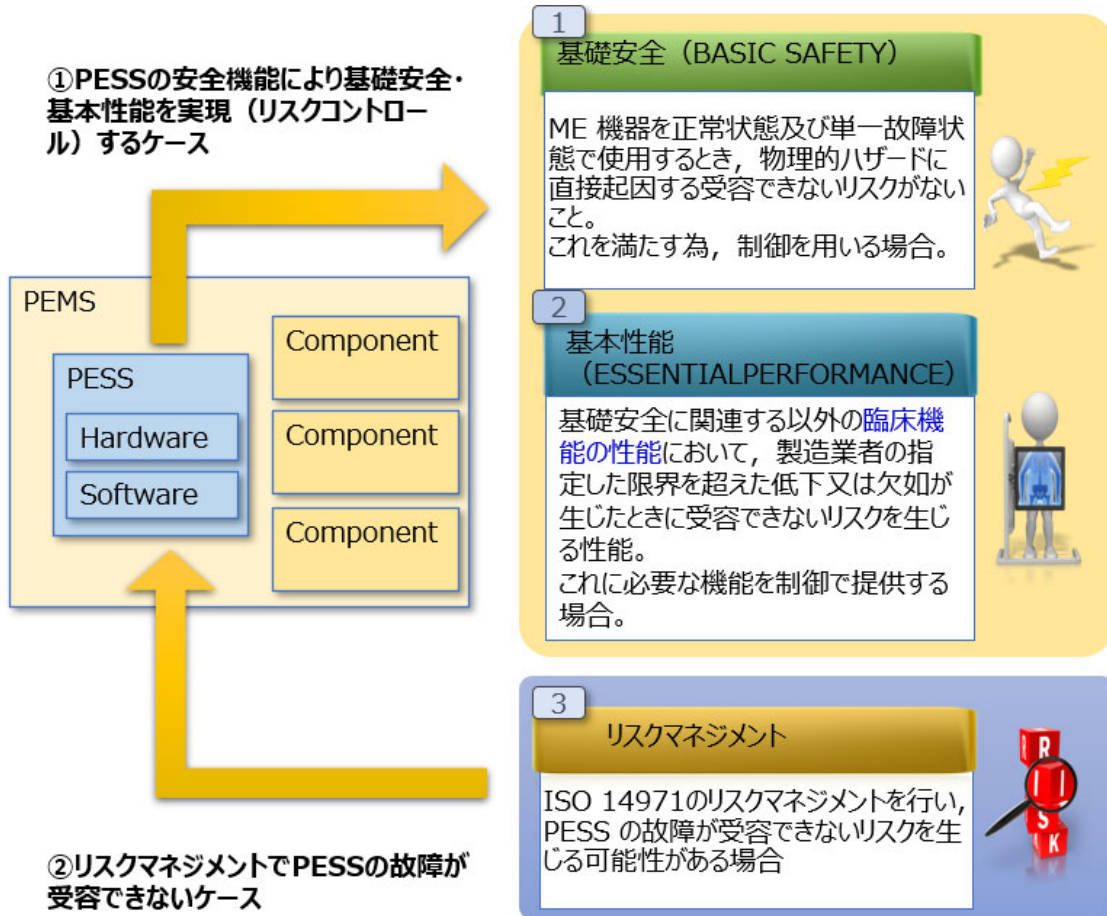 ①PESSの安全機能により基礎安全・
基本性能を実現（リスクコントロー
ル）するケース
PEMS
PESS
Hardware
Software
Component
Component
Component
②リスクマネジメントでPESSの故障が
受容できないケース
1
基礎安全（BASIC SAFETY）
ME 機器を正常状態及び単一故障状
態で使用するとき，物理的ハザードに
直接起因する受容できないリスクがない
こと。
これを満たす為，制御を用いる場合。
2
基本性能
（ESSENTIALPERFORMANCE）
基礎安全に関連する以外の臨床機
能の性能において，製造業者の指
定した限界を超えた低下又は欠如が
生じたときに受容できないリスクを生じ
る性能。
これに必要な機能を制御で提供する
場合。
3
リスクマネジメント
ISO 14971のリスクマネジメントを行い，
PESS の故障が受容できないリスクを生
じる可能性がある場合
R
I
S
K